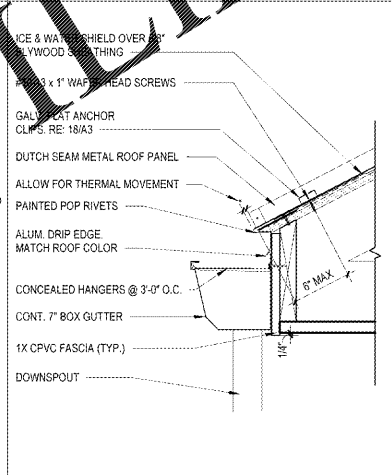 ICE & WATER SHIELD OVER 5/8"
PLYWOOD SHEATHING
x 1" WAFER HEAD SCREWS
GALV. FLAT ANCHOR
CLIPS. RE: 18/A3
DUTCH SEAM METAL ROOF PANEL
ALLOW FOR THERMAL MOVEMENT
PAINTED POP RIVETS
ALUM. DRIP EDGE.
MATCH ROOF COLOR
6" MAX
CONCEALED HANGERS @ 3'-0" O.C.
CONT. 7" BOX GUTTER
1X CPVC FASCIA (TYP.)
1/4"
DOWNSPOUT